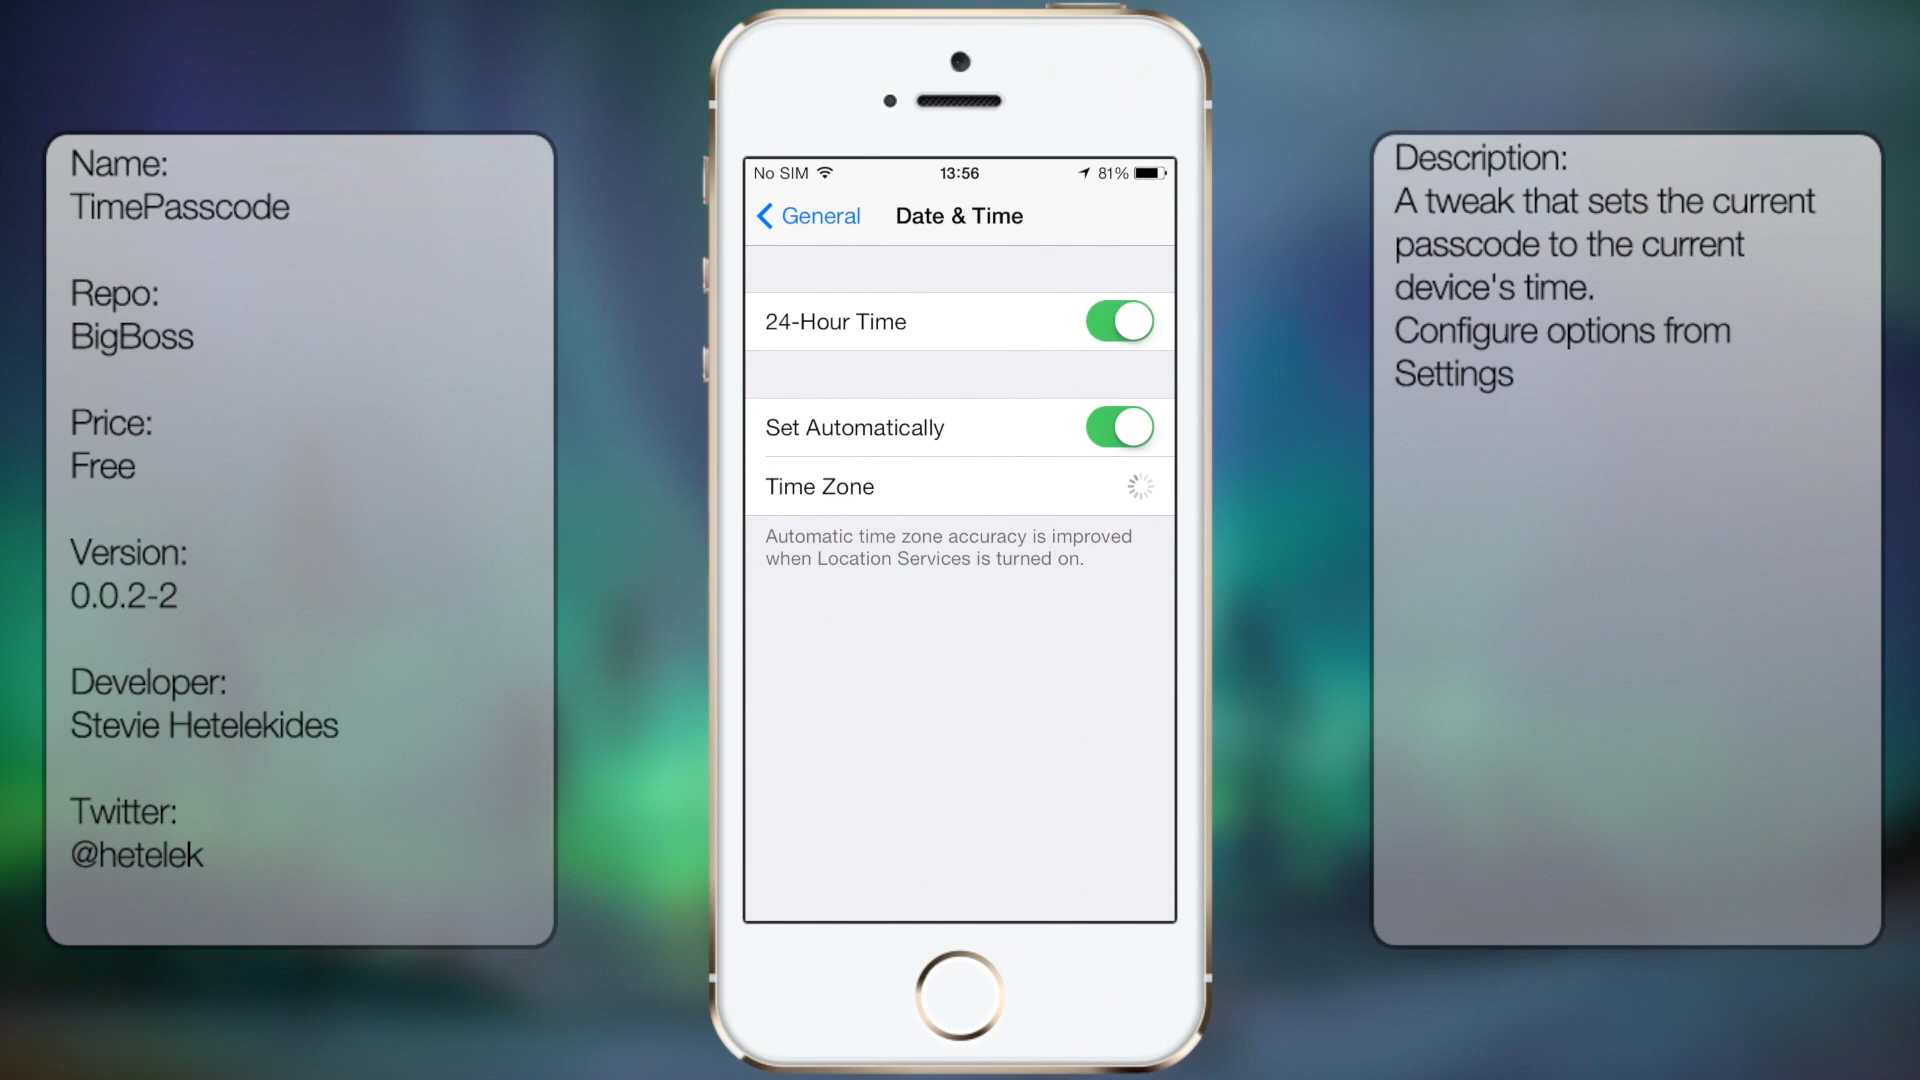 Name:
TimePasscode
Repo:
BigBoss
Price:
Free
Version:
0.0.2-2
Developer:
Stevie Hetelekides
Twitter:
@hetelek
No SIM 13:56 81%
General Date & Time
24-Hour Time
Set Automatically
Time Zone
Automatic time zone accuracy is improved
when Location Services is turned on.
Description:
A tweak that sets the current
passcode to the current
device's time.
Configure options from
Settings